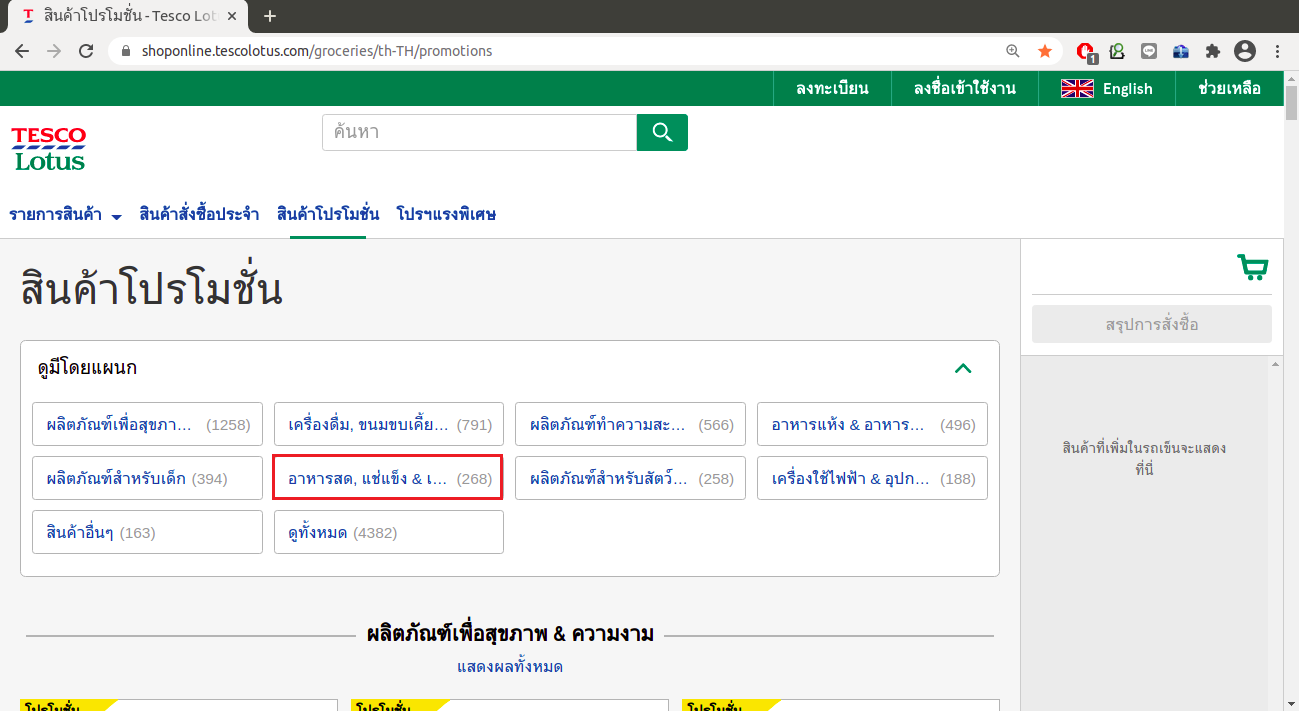 สินค้าโปรโมชั่น - Tesco Lot
shoponline.tescolotus.com/groceries/th-TH/promotions
1
ลงทะเบียน
ลงชื่อเข้าใช้งาน
English
ช่วยเหลือ
TESCO
Lotus
ค้นหา
รายการสินค้า
สินค้าสั่งซื้อประจำ
สินค้าโปรโมชั่น
โปรฯแรงพิเศษ
สินค้าโปรโมชั่น
สรุปการสั่งซื้อ
ดูมีโดยแผนก
ผลิตภัณฑ์เพื่อสุขภา... (1258)
เครื่องดื่ม, ขนมขบเคี้ย... (791)
ผลิตภัณฑ์ทำความสะ... (566)
อาหารแห้ง & อาหาร... (496)
ผลิตภัณฑ์สำหรับเด็ก (394)
อาหารสด, แช่แข็ง & เ... (268)
ผลิตภัณฑ์สำหรับสัตว์... (258)
เครื่องใช้ไฟฟ้า & อุปก... (188)
สินค้าอื่นๆ (163)
ดูทั้งหมด (4382)
สินค้าที่เพิ่มในรถเข็นจะแสดง
ที่นี่
ผลิตภัณฑ์เพื่อสุขภาพ & ความงาม
แสดงผลทั้งหมด
โปรโมชั่น
โปรโมชั่น
โปรโมชั่น